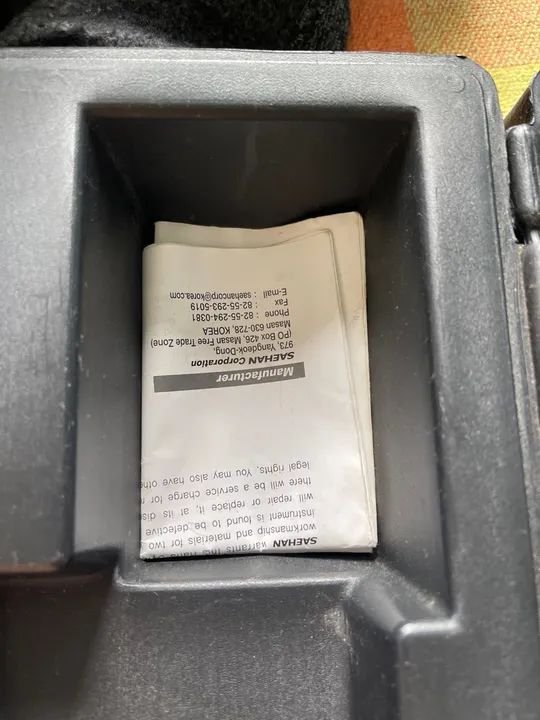 SAEHAN warrants this
workmanship and materials for two
instrument is found to be defective
will repair or replace it, at its dis
there will be a service charge for
legal rights. You may also have othe
Manufacturer
SAEHAN Corporation
973, Yangdeok-Dong,
(PO Box 426, Masan Free Trade Zone)
Masan 630-728, KOREA
Phone : 82-55-294-0381
Fax : 82-55-293-5019
E-mail : saehancorp@korea.com